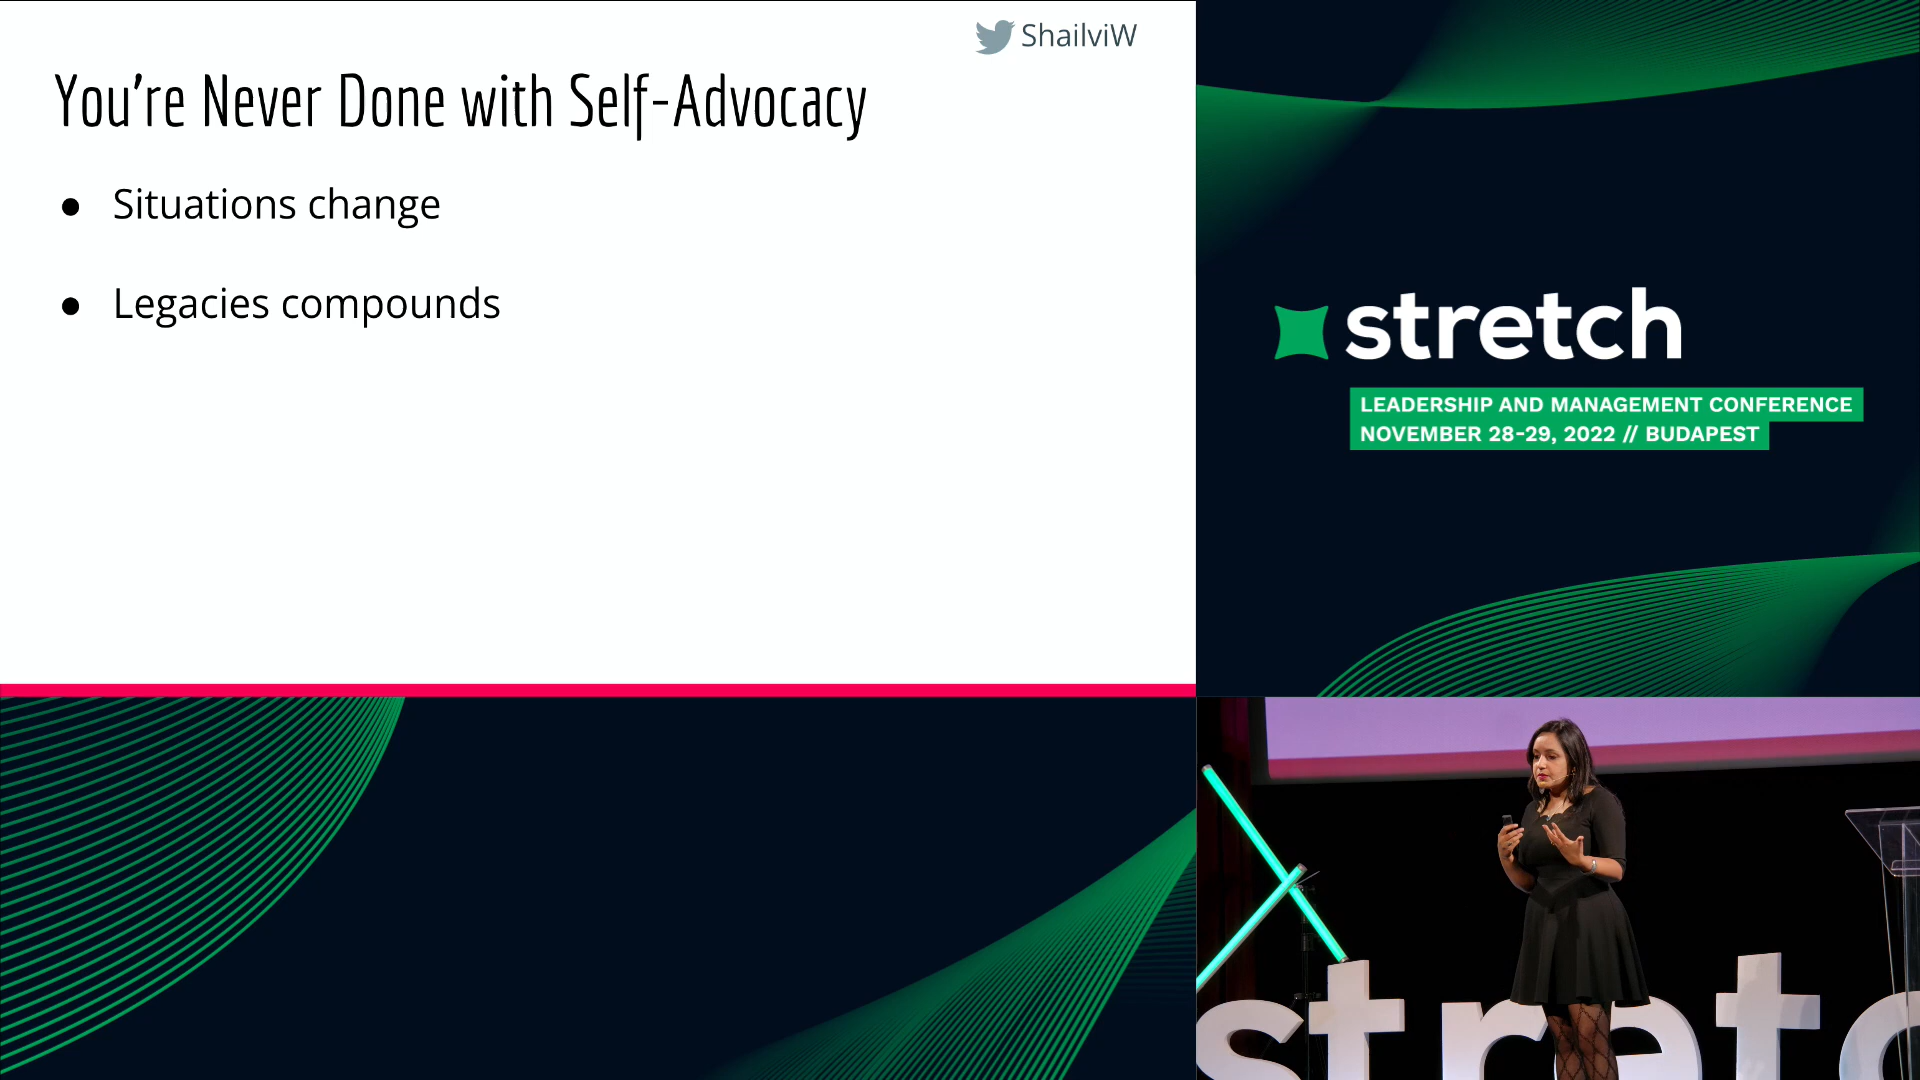 ShailviW
You're Never Done with Self-Advocacy
● Situations change
● Legacies compounds
stretch
LEADERSHIP AND MANAGEMENT CONFERENCE
NOVEMBER 28-29, 2022 // BUDAPEST
stretc